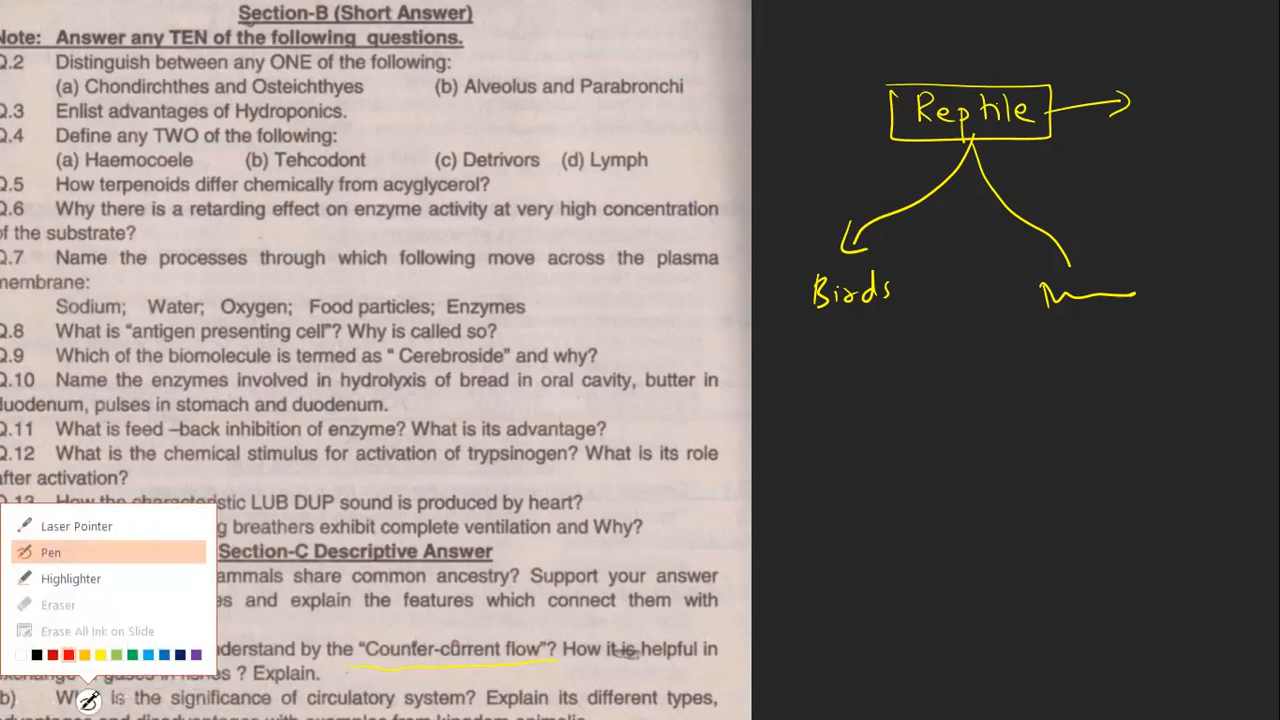 Section-B (Short Answer)
Note: Answer any TEN of the following questions.
Q.2 Distinguish between any ONE of the following:
(a) Chondirchthes and Osteichthyes (b) Alveolus and Parabronchi
Q.3 Enlist advantages of Hydroponics.
Q.4 Define any TWO of the following:
(a) Haemocoele (b) Tehcodont (c) Detrivors (d) Lymph
Q.5 How terpenoids differ chemically from acyglycerol?
Q.6 Why there is a retarding effect on enzyme activity at very high concentration
of the substrate?
Q.7 Name the processes through which following move across the plasma
membrane:
Sodium; Water; Oxygen; Food particles; Enzymes
Q.8 What is “antigen presenting cell”? Why is called so?
Q.9 Which of the biomolecule is termed as “ Cerebroside” and why?
Q.10 Name the enzymes involved in hydrolyxis of bread in oral cavity, butter in
duodenum, pulses in stomach and duodenum.
Q.11 What is feed –back inhibition of enzyme? What is its advantage?
Q.12 What is the chemical stimulus for activation of trypsinogen? What is its role
after activation?
Q.13 How the characteristic LUB DUP sound is produced by heart?
g breathers exhibit complete ventilation and Why?
Section-C Descriptive Answer
ammals share common ancestry? Support your answer
es and explain the features which connect them with
nderstand by the “Counter-current flow”? How it is helpful in
exchange gases in fishes ? Explain.
b) is the significance of circulatory system? Explain its different types,
advantages and disadvantages with examples from kingdom animalia
Laser Pointer
Pen
Highlighter
Eraser
Erase All Ink on Slide
Reptile
Birds